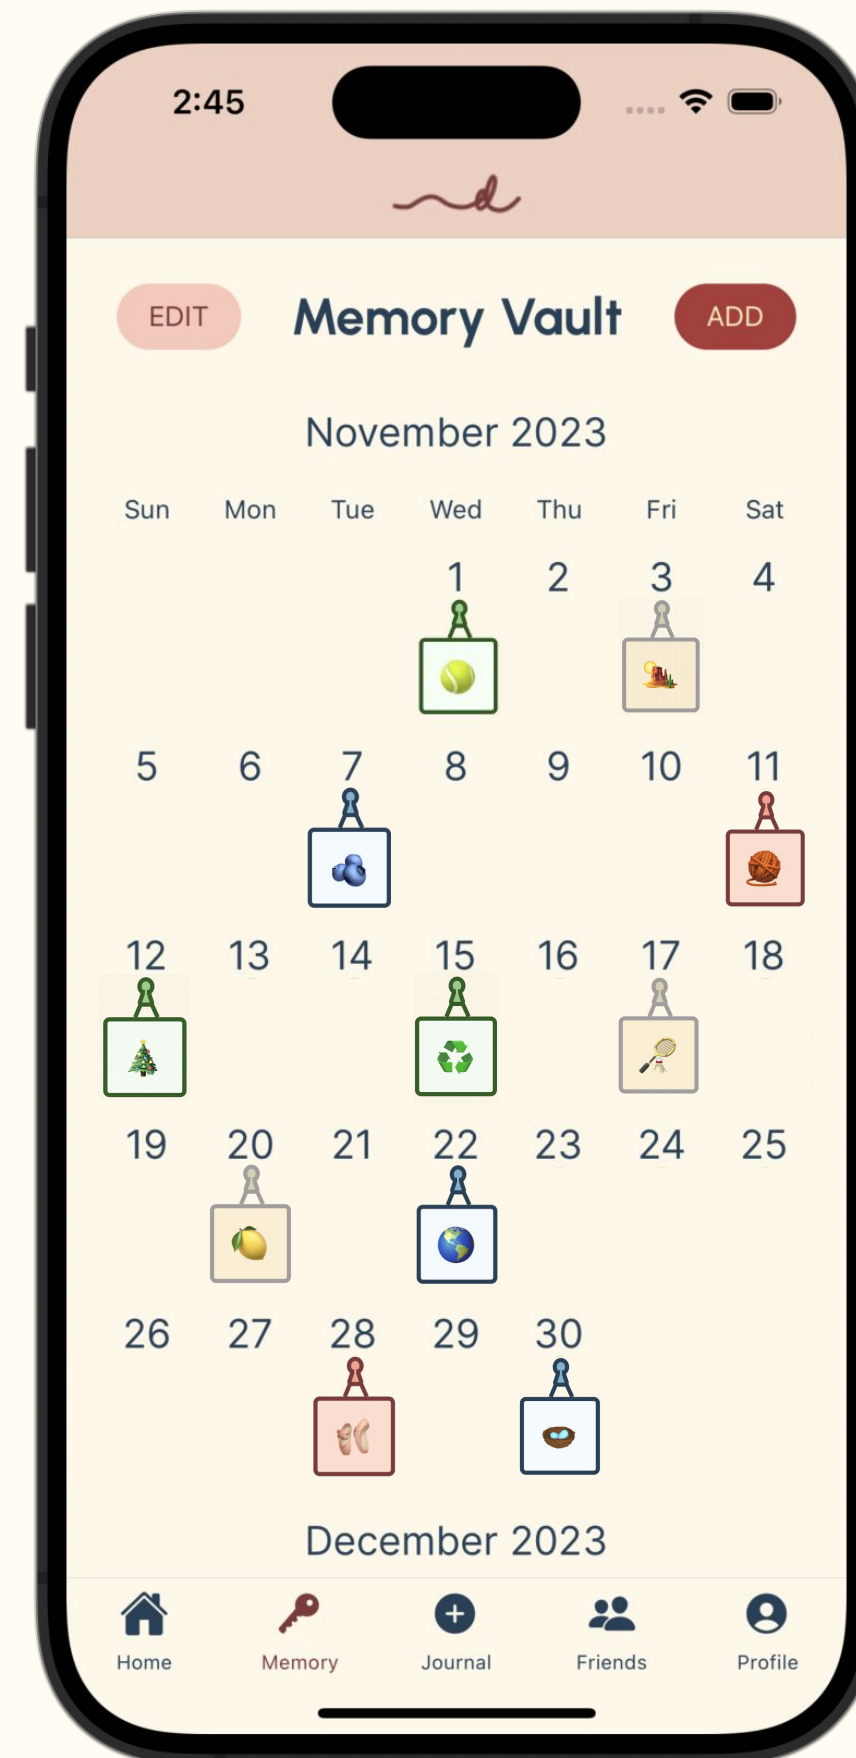 2:45
d
EDIT Memory Vault ADD
November 2023
Sun Mon Tue Wed Thu Fri Sat
1 2 3 4
5 6 7 8 9 10 11
12 13 14 15 16 17 18
19 20 21 22 23 24 25
26 27 28 29 30
December 2023
Home Memory Journal Friends Profile